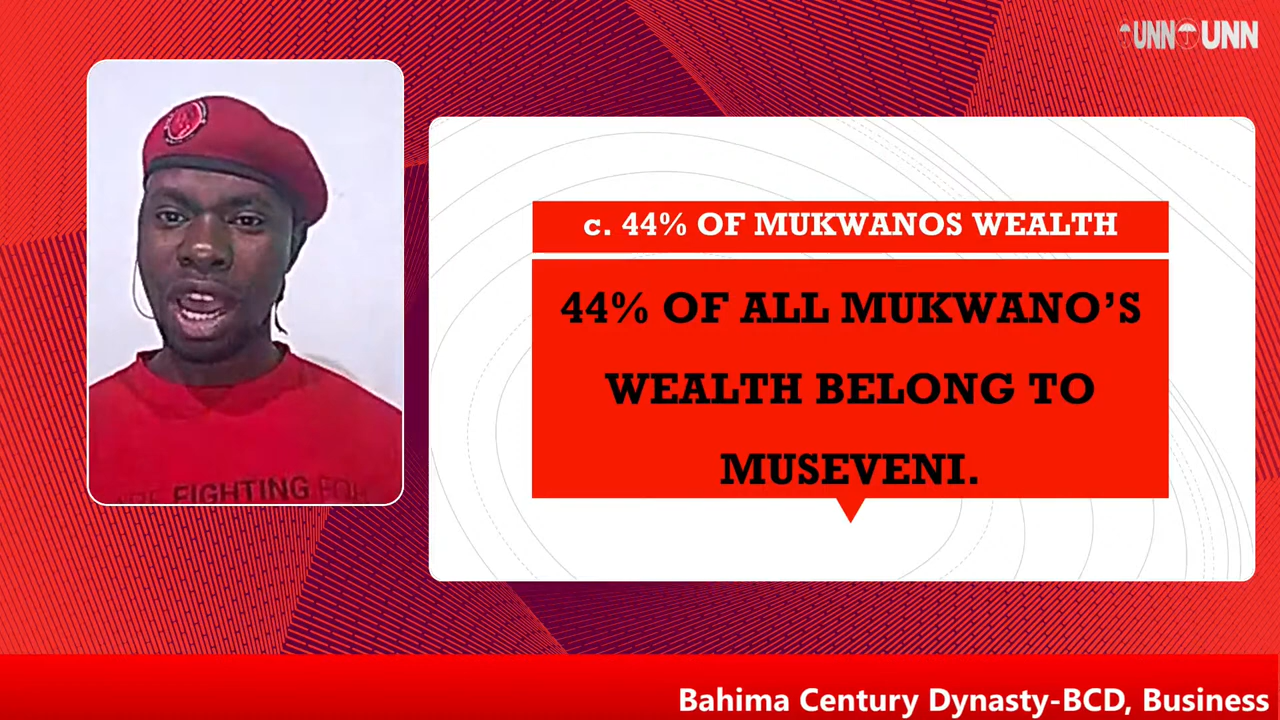 UNN UNN
c. 44% OF MUKWANOS WEALTH
44% OF ALL MUKWANO’S
WEALTH BELONG TO
MUSEVENI.
FIGHTING FOR
Bahima Century Dynasty-BCD, Business